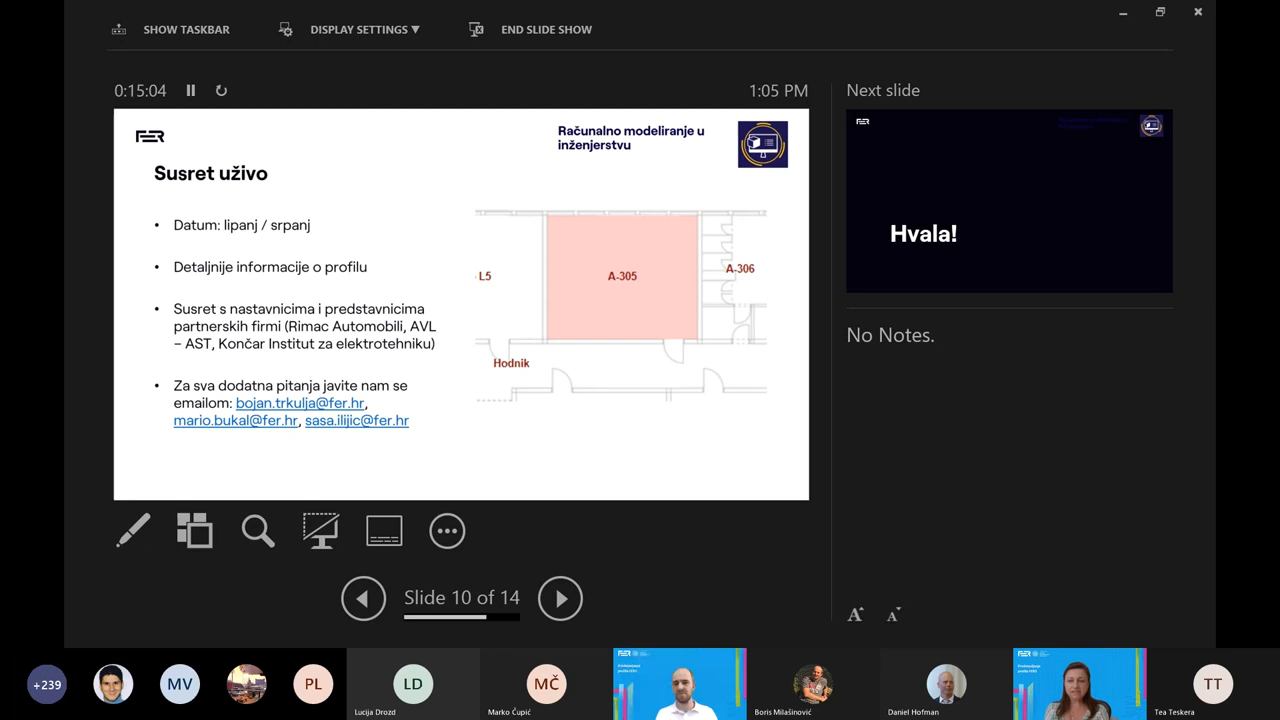 SHOW TASKBAR
DISPLAY SETTINGS ▼
END SLIDE SHOW
0:15:04
1:05 PM
Next slide
FER
Računalno modeliranje u
inženjerstvu
Susret uživo
• Datum: lipanj / srpanj
• Detaljnije informacije o profilu
• Susret s nastavnicima i predstavnicima
partnerskih firmi (Rimac Automobili, AVL
– AST, Končar Institut za elektrotehniku)
• Za sva dodatna pitanja javite nam se
emailom: bojan.trkulja@fer.hr,
mario.bukal@fer.hr, sasa.ilijic@fer.hr
L5
A-305
A-306
Hodnik
FER
Hvala!
No Notes.
Slide 10 of 14
A
A
+239
MV
PL
LD
Lucija Drozd
MČ
Marko Čupić
FER
Boris Milašinović
Daniel Hofman
FER
TT
Tea Teskera